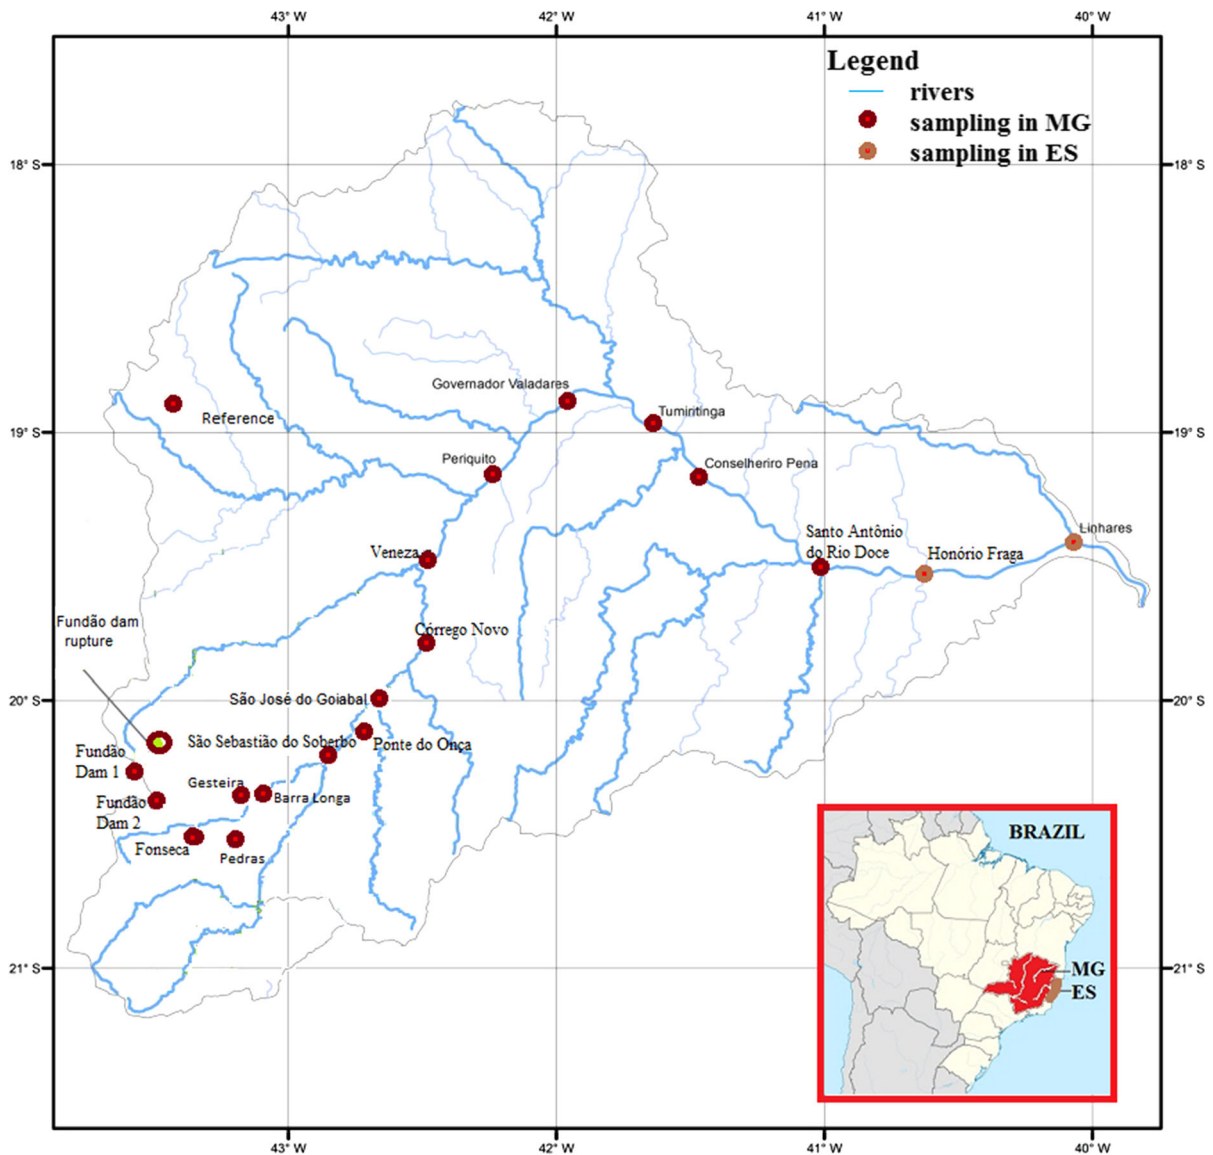 43° W
42° W
41° W
40° W
Legend
rivers
sampling in MG
sampling in ES
18° S
18° S
Governador Valadares
Reference
Tumiritinga
19° S
19° S
Periquito
Conselheriro Pena
Santo Antônio
do Rio Doce
Linhares
Veneza
Honório Fraga
Fundão dam
rupture
Córrego Novo
20° S
São José do Goiabal
20° S
São Sebastião do Soberbo
Ponte do Onça
Fundão
Dam 1
Gesteira
Barra Longa
Fundão
Dam 2
Fonseca
Pedras
BRAZIL
21° S
MG
21° S
ES
43° W
42° W
41° W
40° W